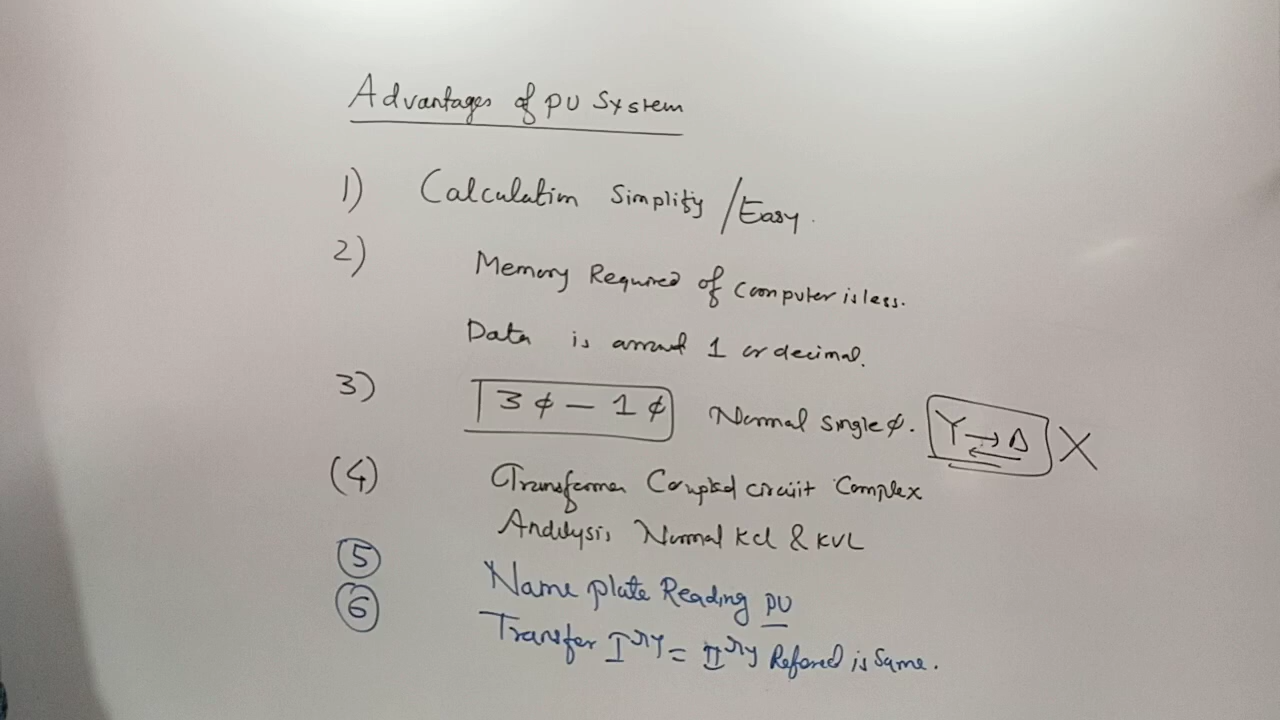 Advantages of PU System
1) Calculation Simplify / Easy.
2) Memory Required of Computer is less.
Data is around 1 or decimal.
3) 3 φ - 1 φ Normal single φ. Y → Δ X
(4) Transformer Coupled circuit Complex
Analysis Normal KCL & KVL
5 Name plate Reading PU
6 Transfer I ry = II ry Refered is Same.